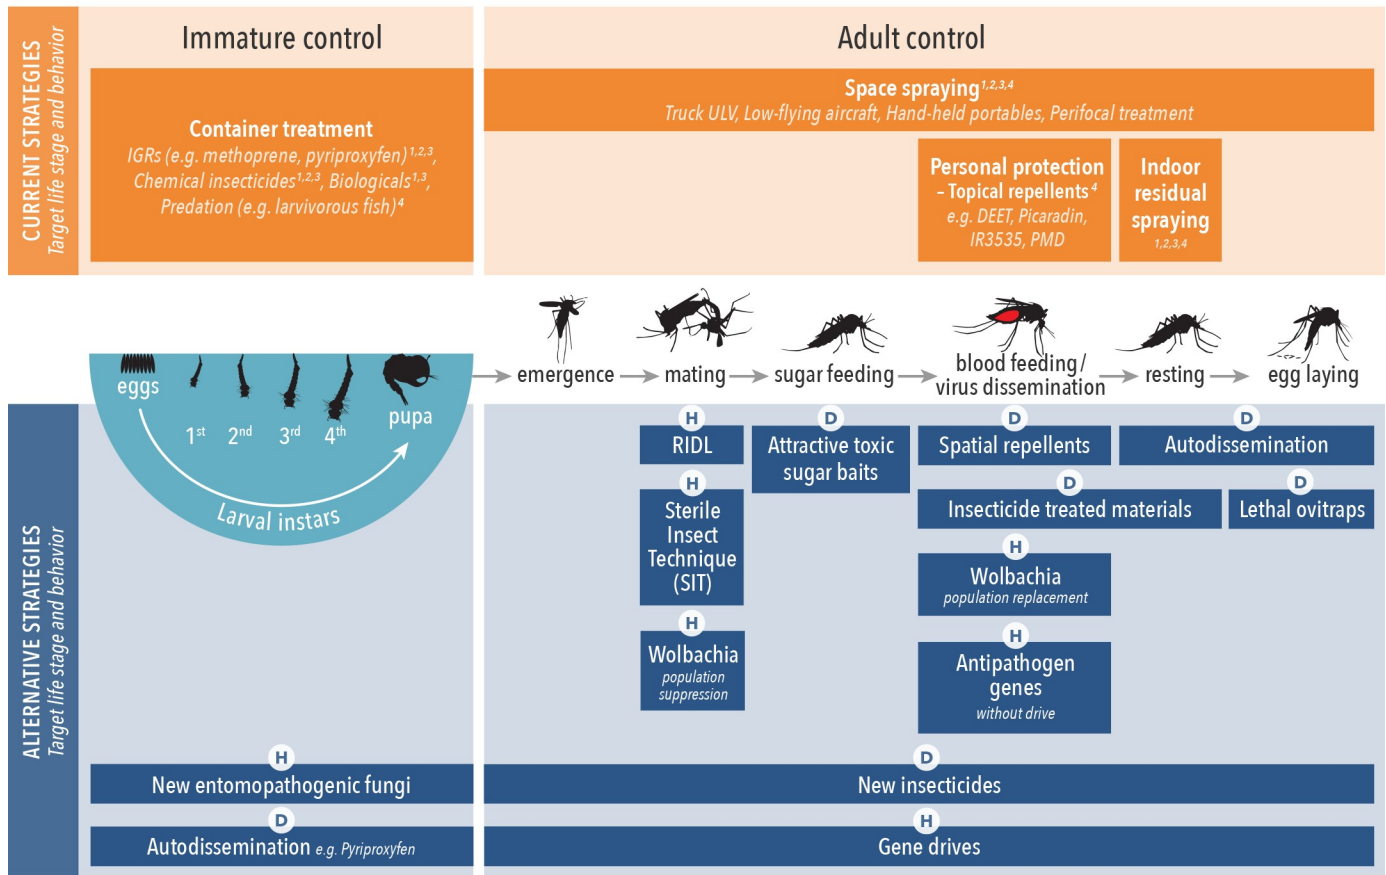 CURRENT STRATEGIES
Target life stage and behavior
Immature control
Container treatment
IGRs (e.g. methoprene, pyriproxyfen)1,2,3,
Chemical insecticides1,2,3, Biologicals1,3,
Predation (e.g. larvivorous fish)4
Adult control
Space spraying1,2,3,4
Truck ULV, Low-flying aircraft, Hand-held portables, Perifocal treatment
Personal protection
– Topical repellents4
e.g. DEET, Picaradin,
IR3535, PMD
Indoor
residual
spraying
1,2,3,4
eggs
1st
2nd
3rd
4th
pupa
Larval instars
emergence
mating
sugar feeding
blood feeding/
virus dissemination
resting
egg laying
ALTERNATIVE STRATEGIES
Target life stage and behavior
H
RIDL
H
Sterile
Insect
Technique
(SIT)
H
Wolbachia
population
suppression
D
Attractive toxic
sugar baits
D
Spatial repellents
D
Autodissemination
D
Insecticide treated materials
D
Lethal ovitraps
H
Wolbachia
population replacement
H
Antipathogen
genes
without drive
H
New entomopathogenic fungi
D
New insecticides
D
Autodissemination e.g. Pyriproxyfen
H
Gene drives